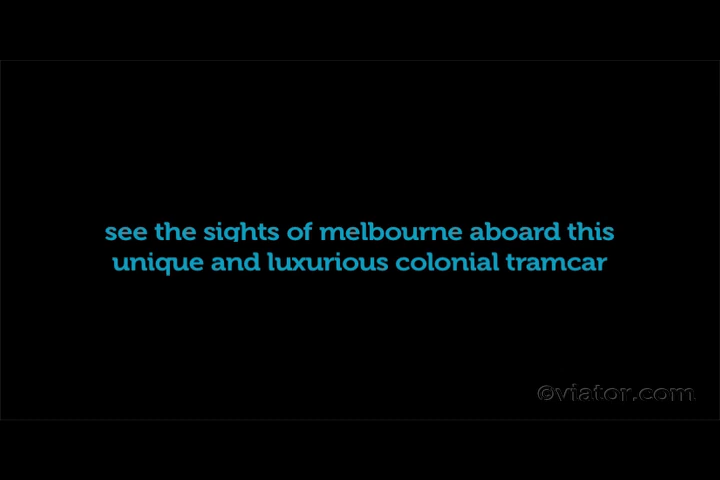 see the sights of melbourne aboard this
unique and luxurious colonial tramcar
©viator.com